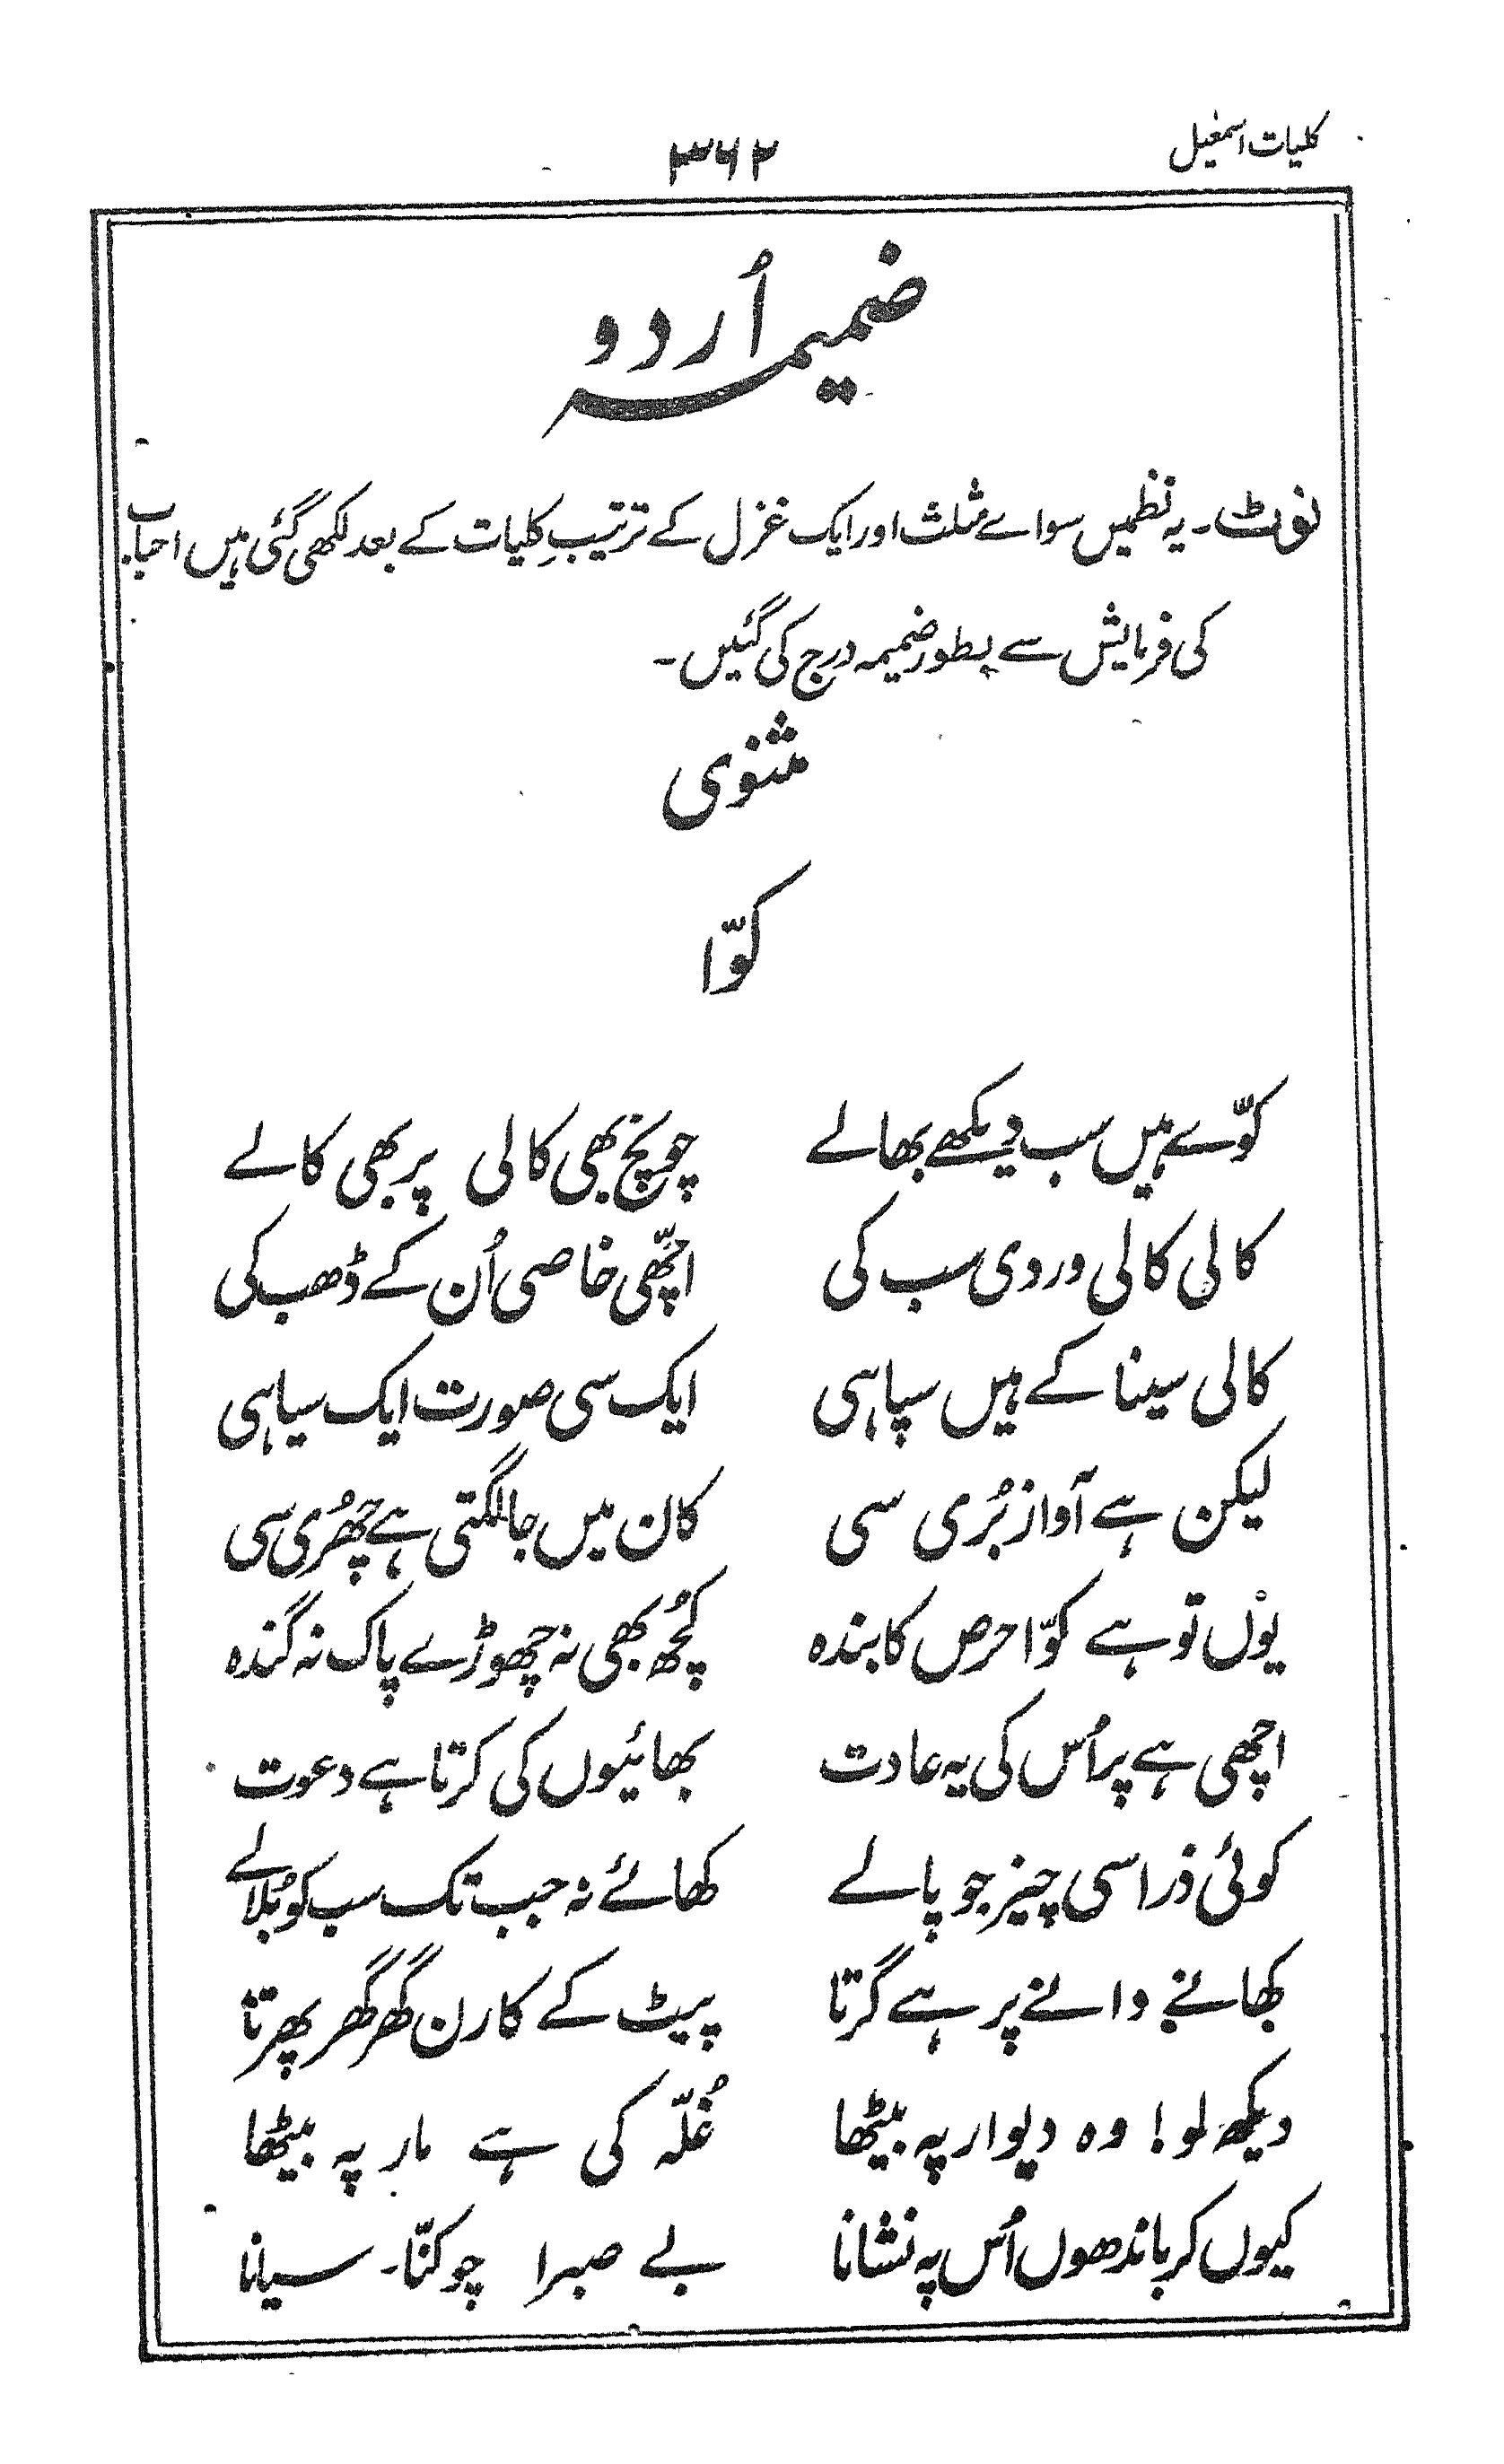 کلیات اسمٰعیل
۳۶۲
ضمیمہ اُردو
نوٹ۔ یہ نظمیں سواے مثلث اور ایک غزل کے ترتیبِ کلیات کے بعد لکھی گئی ہیں احباب
کی فرمایش سے بطور ضمیمہ درج کی گئیں۔
مثنوی
کوّا
کوّے ہیں سب دیکھے بھالے چونچ بھی کالی پر بھی کالے
کالی کالی وردی سب کی اچّھی خاصی اُن کے ڈھب کی
کالی سینا کے ہیں سپاہی ایک سی صورت ایک سیاہی
لیکن ہے آواز بُری سی کان میں جا لگتی ہے چھُری سی
یوں تو ہے کوّا حرص کا بندہ کُچھ بھی نہ چھوڑے پاک نہ گندہ
اچھی ہے پر اُس کی یہ عادت بھائیوں کی کرتا ہے دعوت
کوئی ذرا سی چیز جو پالے کھائے نہ جب تک سب کو بُلالے
کھانے دانے پر ہے گرتا پیٹ کے کارن گھر گھر پھرتا
دیکھ لو! وہ دیوار پہ بیٹھا غُلّہ کی ہے مار پہ بیٹھا
کیوں کر باندھوں اُس پہ نشانا بے صبرا چوکنّا۔ سیانا